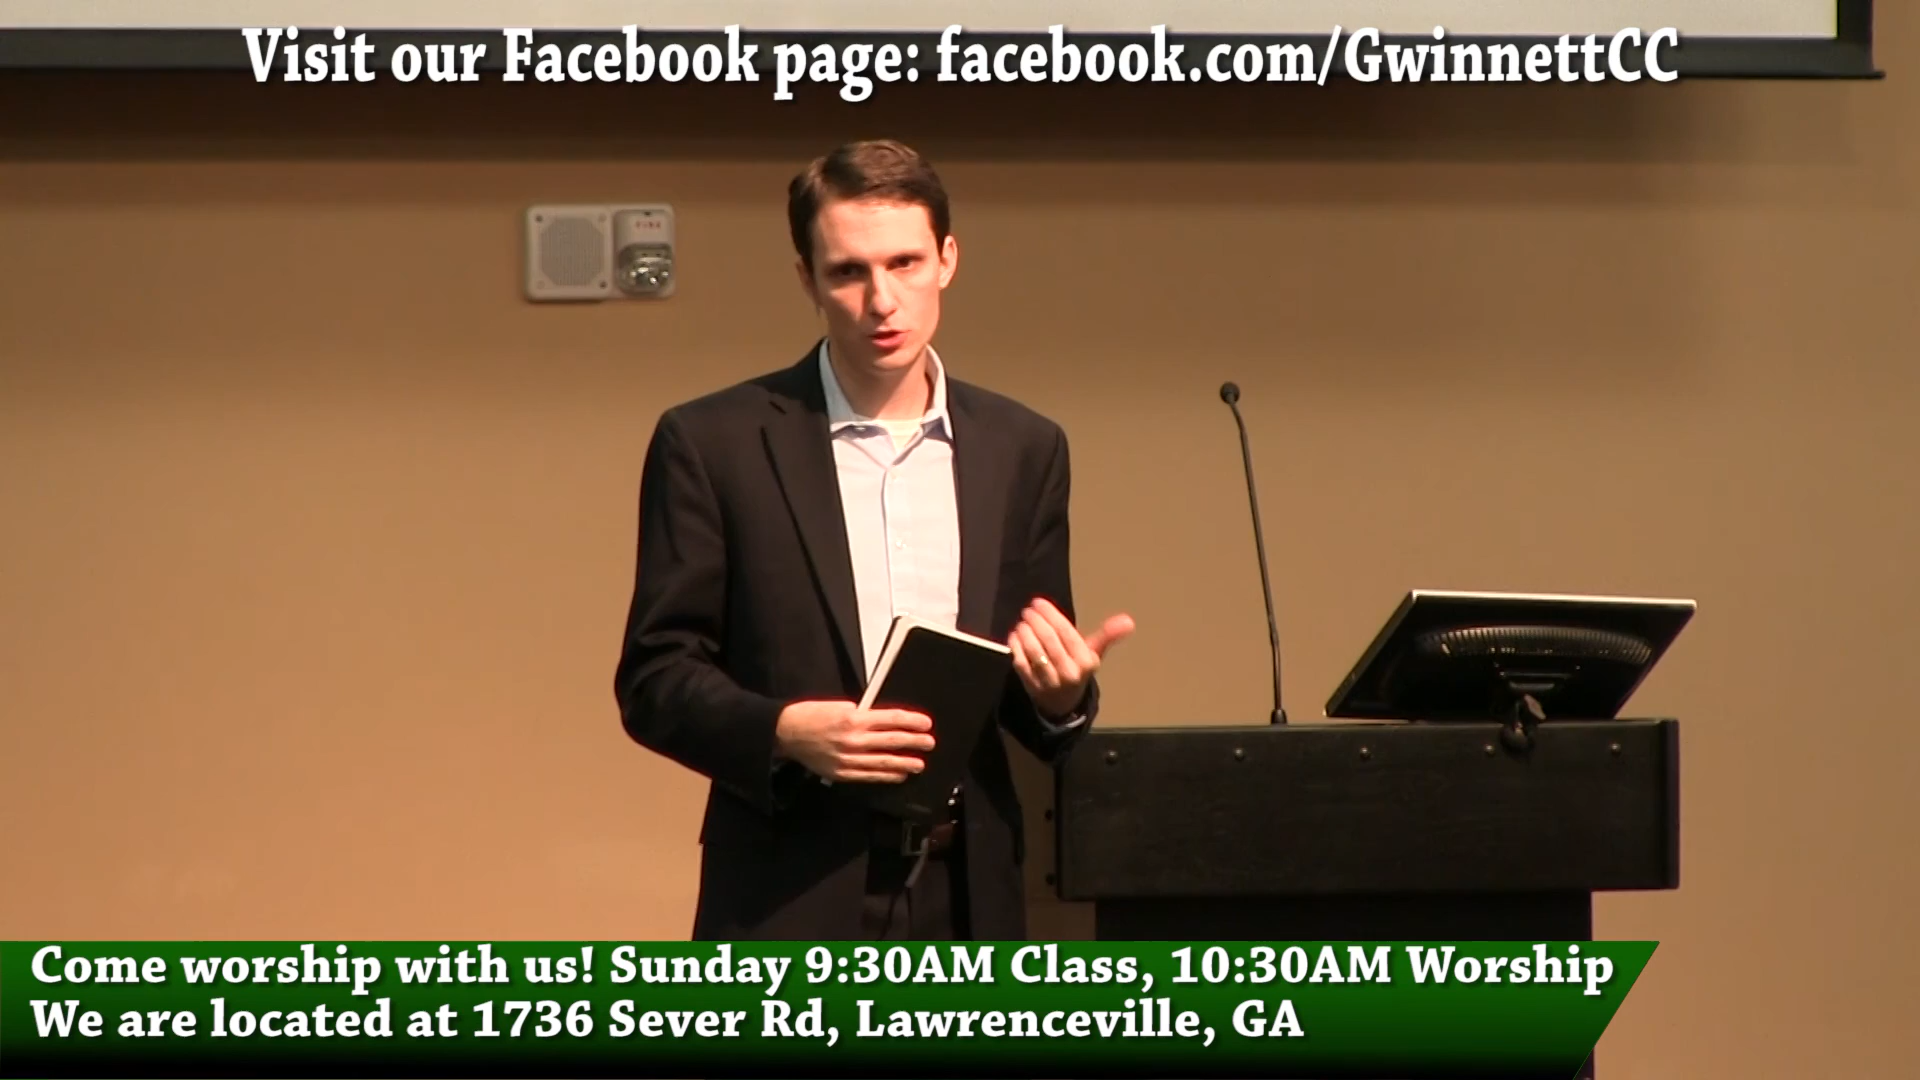 Visit our Facebook page: facebook.com/GwinnettCC
FIRE
Come worship with us! Sunday 9:30AM Class, 10:30AM Worship
We are located at 1736 Sever Rd, Lawrenceville, GA